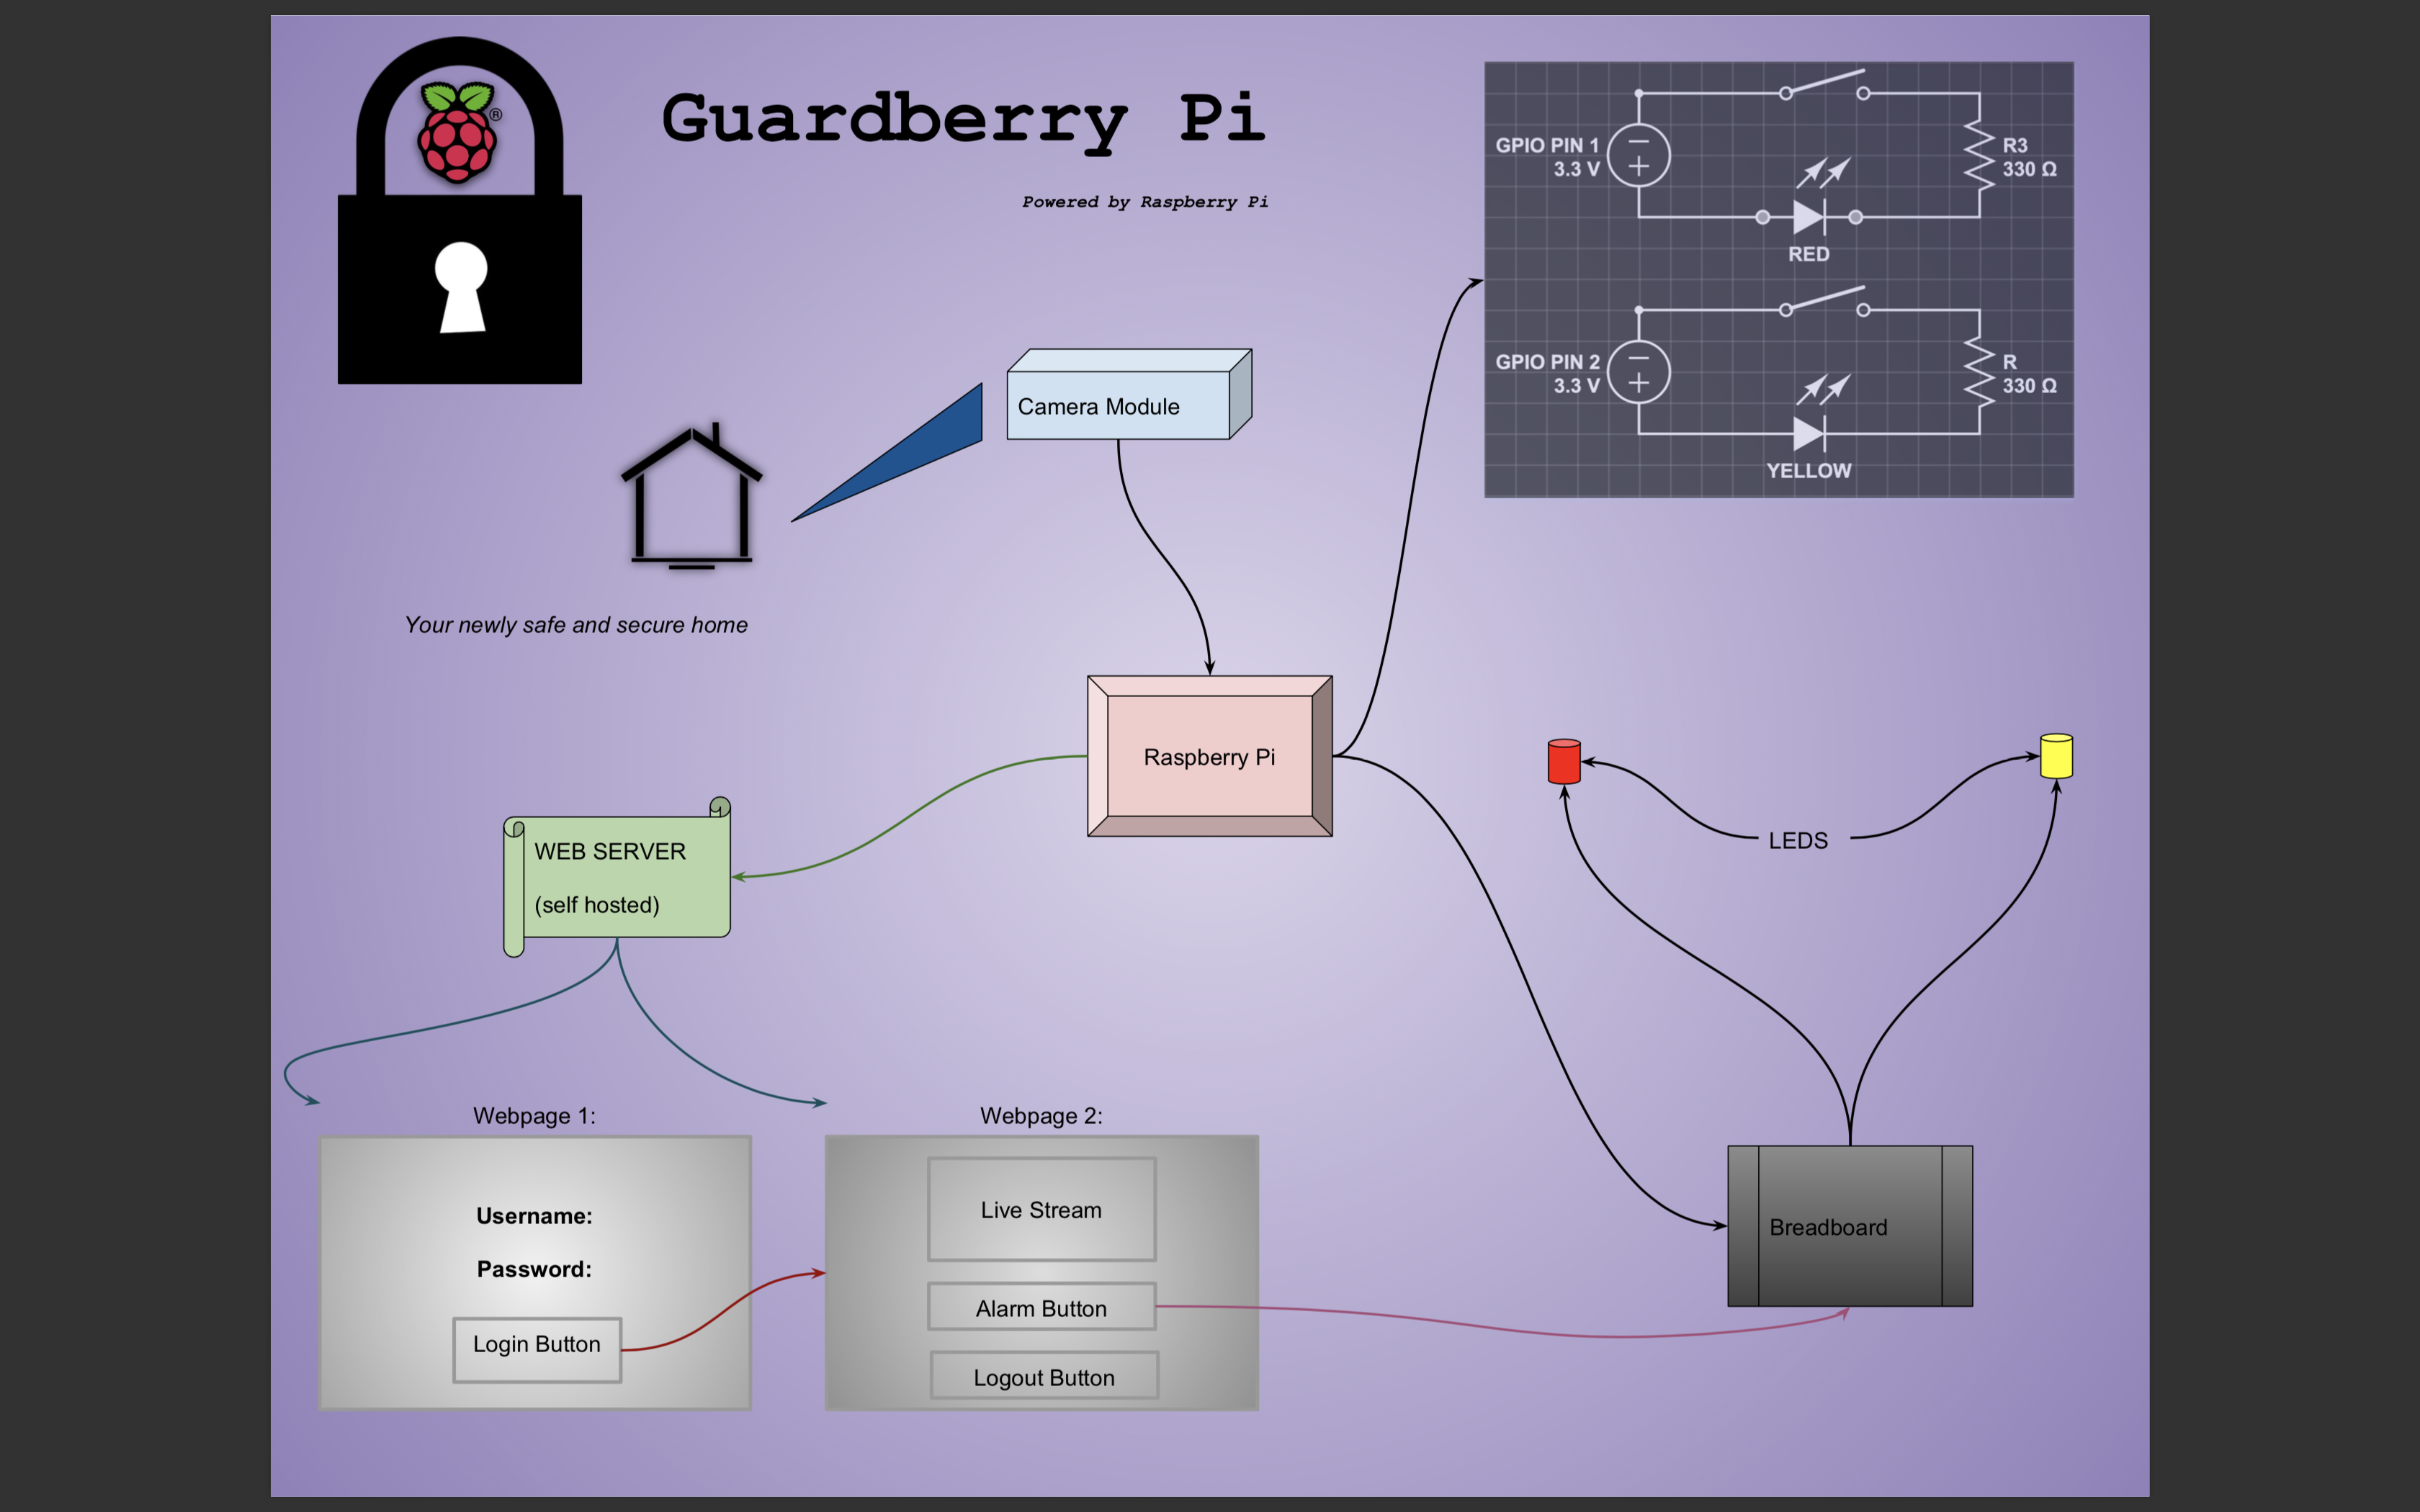 Guardberry Pi
Powered by Raspberry Pi
®
GPIO PIN 1
3.3 V
R3
330 Ω
RED
GPIO PIN 2
3.3 V
R
330 Ω
YELLOW
Camera Module
Your newly safe and secure home
Raspberry Pi
LEDS
WEB SERVER
(self hosted)
Webpage 1:
Username:
Password:
Login Button
Webpage 2:
Live Stream
Alarm Button
Logout Button
Breadboard